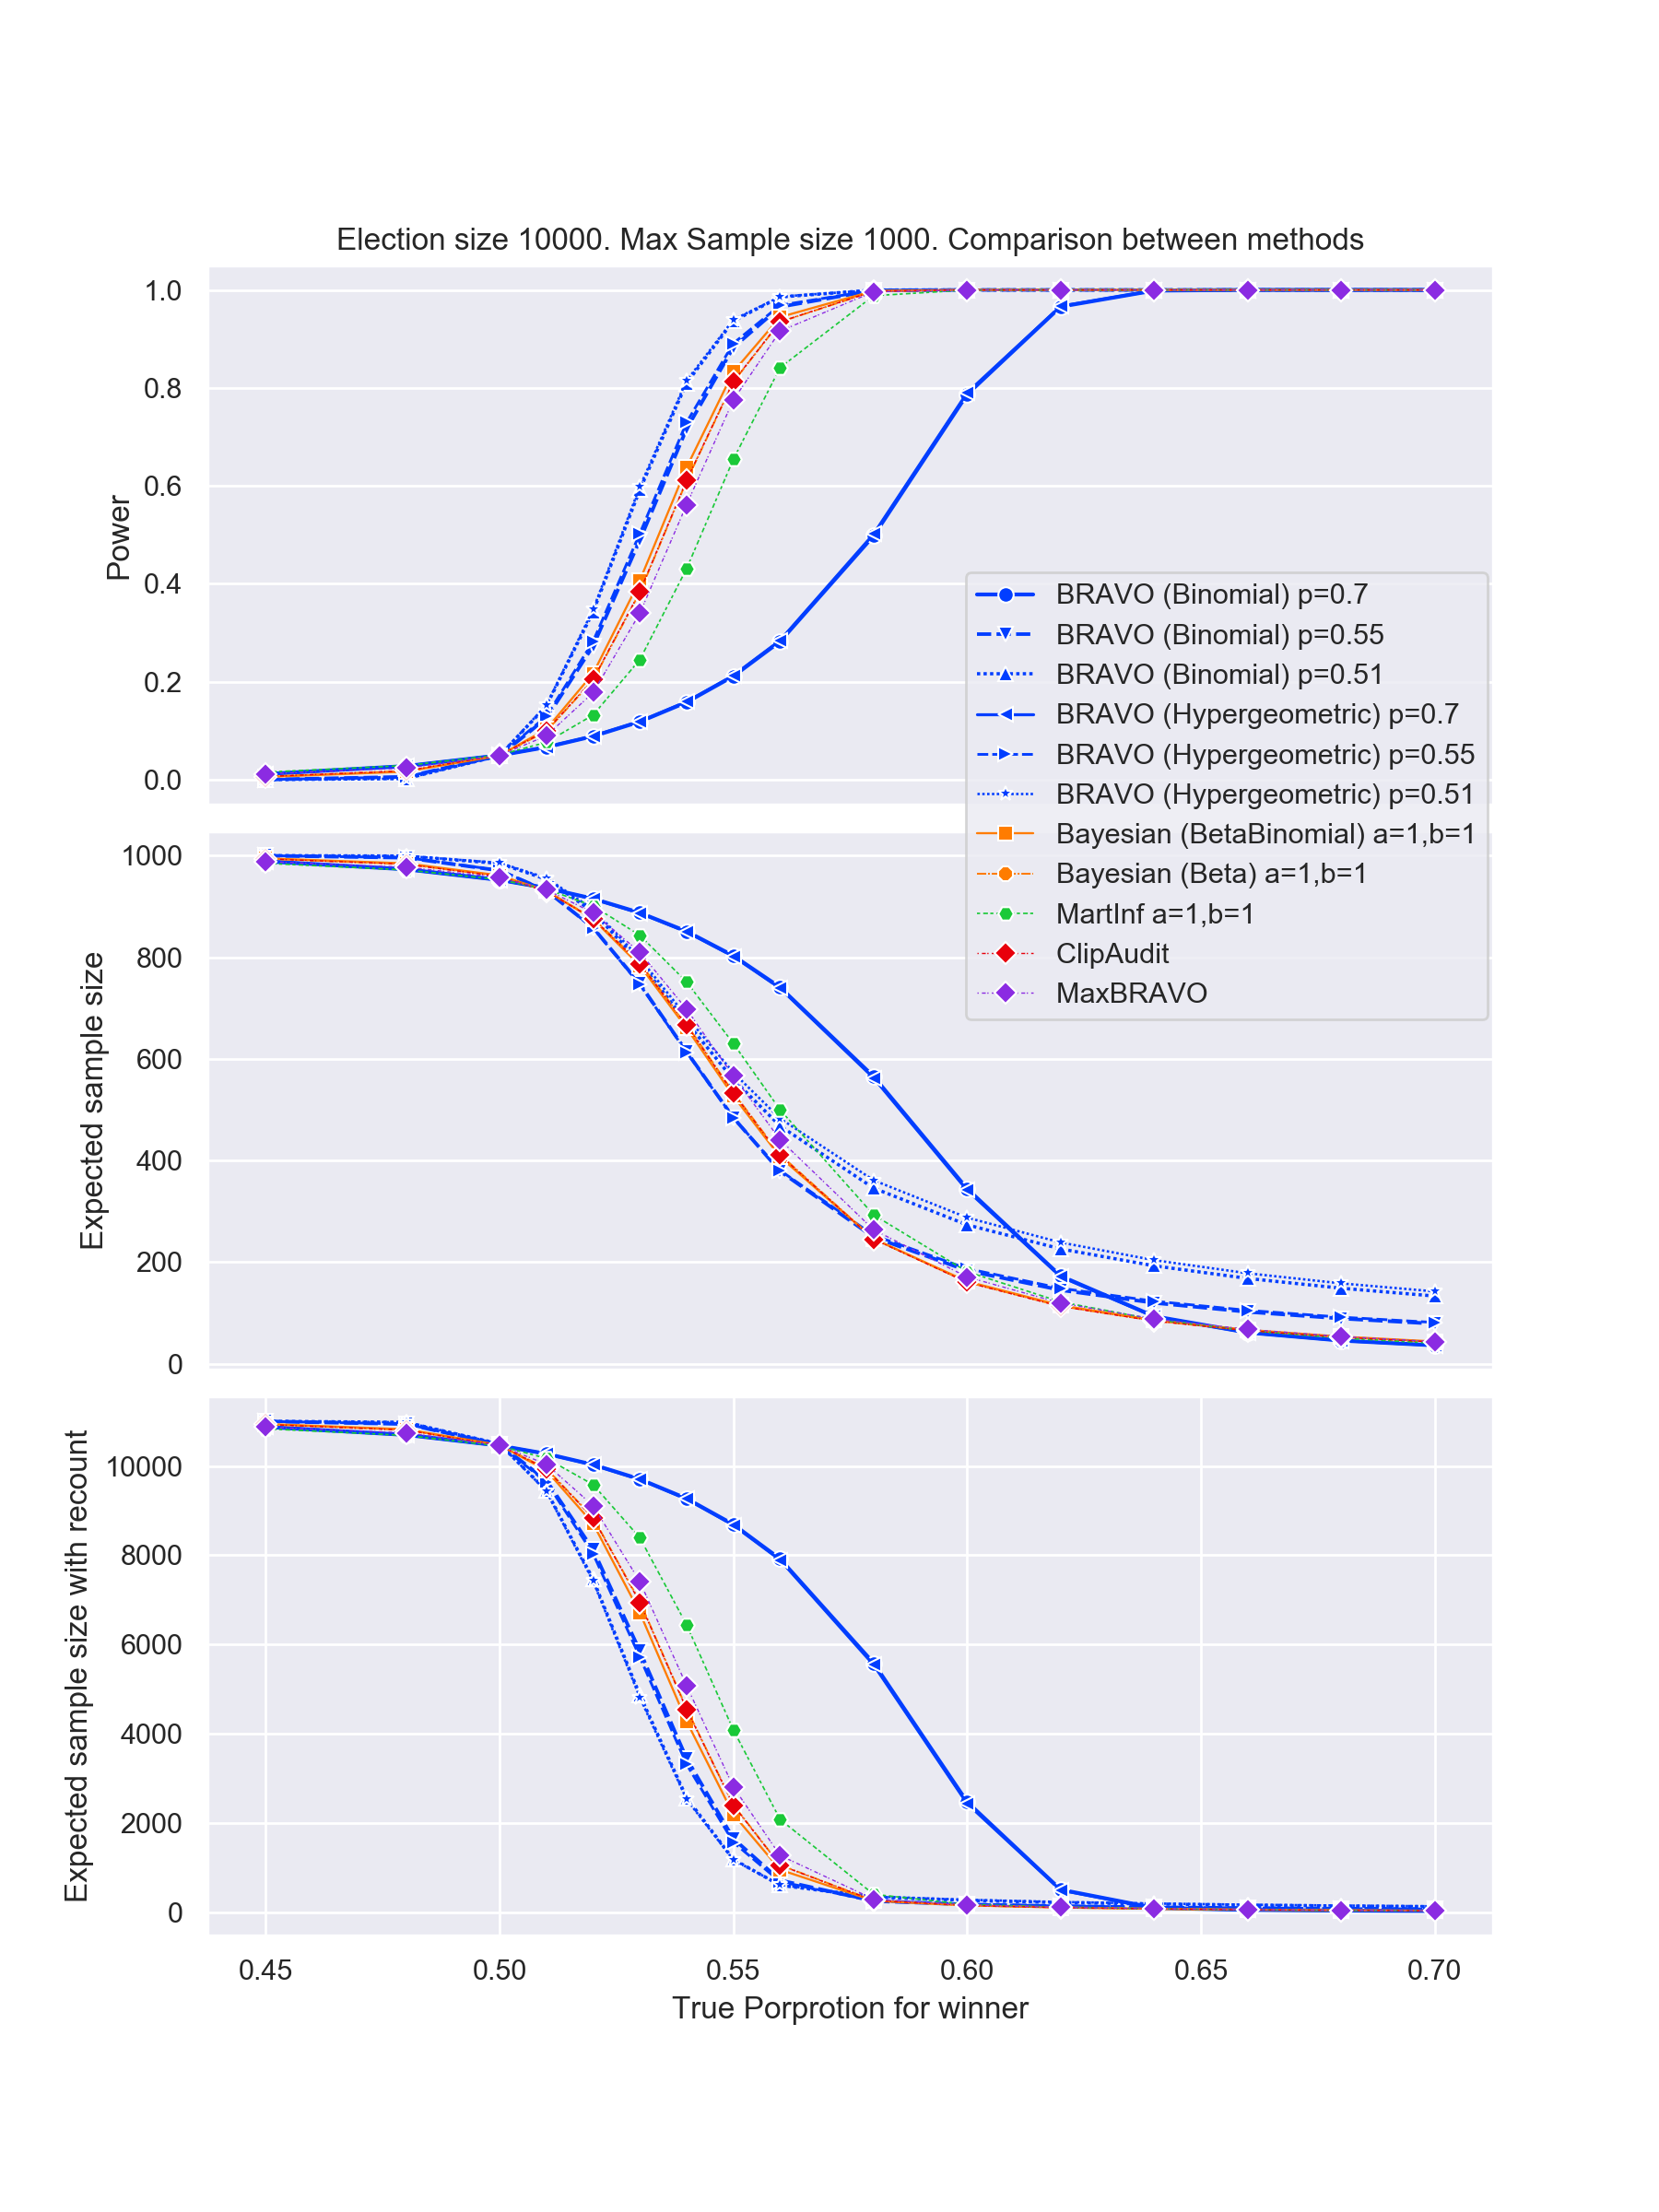 Election size 10000. Max Sample size 1000. Comparison between methods
1.0
0.8
0.6
0.4
0.2
0.0
Power
BRAVO (Binomial) p=0.7
BRAVO (Binomial) p=0.55
BRAVO (Binomial) p=0.51
BRAVO (Hypergeometric) p=0.7
BRAVO (Hypergeometric) p=0.55
BRAVO (Hypergeometric) p=0.51
Bayesian (BetaBinomial) a=1,b=1
Bayesian (Beta) a=1,b=1
MartInf a=1,b=1
ClipAudit
MaxBRAVO
1000
800
600
400
200
0
Expected sample size
10000
8000
6000
4000
2000
0
Expected sample size with recount
0.45 0.50 0.55 0.60 0.65 0.70
True Porprotion for winner